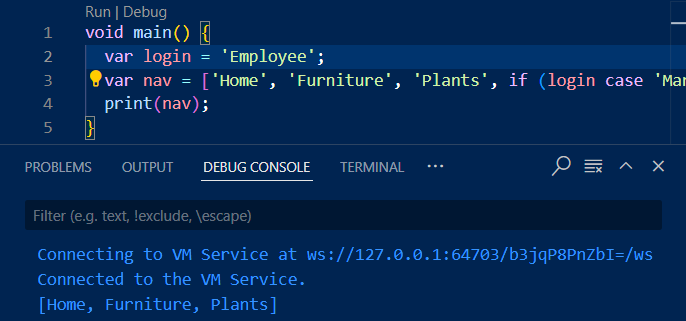 Run | Debug
1 void main() {
2 var login = 'Employee';
3 var nav = ['Home', 'Furniture', 'Plants', if (login case 'Mar
4 print(nav);
5 }
PROBLEMS OUTPUT DEBUG CONSOLE TERMINAL ···
Filter (e.g. text, !exclude, \escape)
Connecting to VM Service at ws://127.0.0.1:64703/b3jqP8PnZbI=/ws
Connected to the VM Service.
[Home, Furniture, Plants]